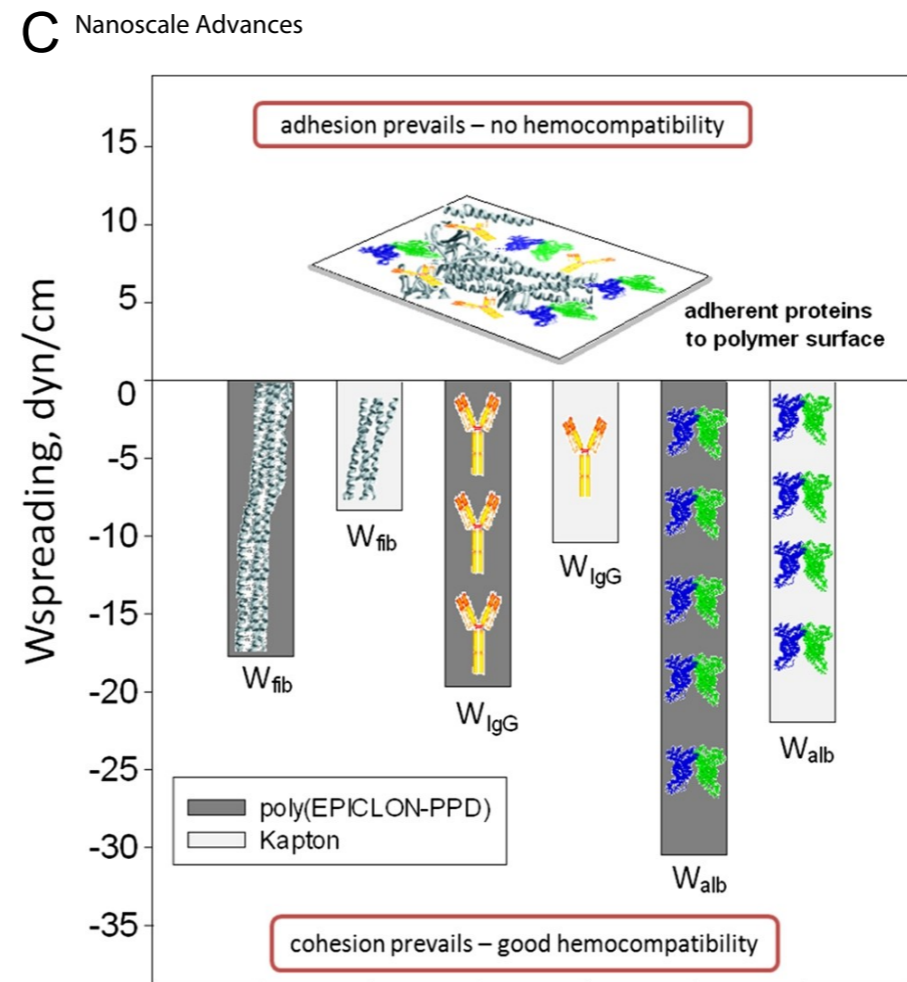 C Nanoscale Advances
adhesion prevails – no hemocompatibility
15
10
5
adherent proteins
to polymer surface
0
-5
-10
-15
-20
-25
-30
-35
Wspreading, dyn/cm
Wfib
Wfib
WIgG
WIgG
Walb
Walb
poly(EPICLON-PPD)
Kapton
cohesion prevails – good hemocompatibility